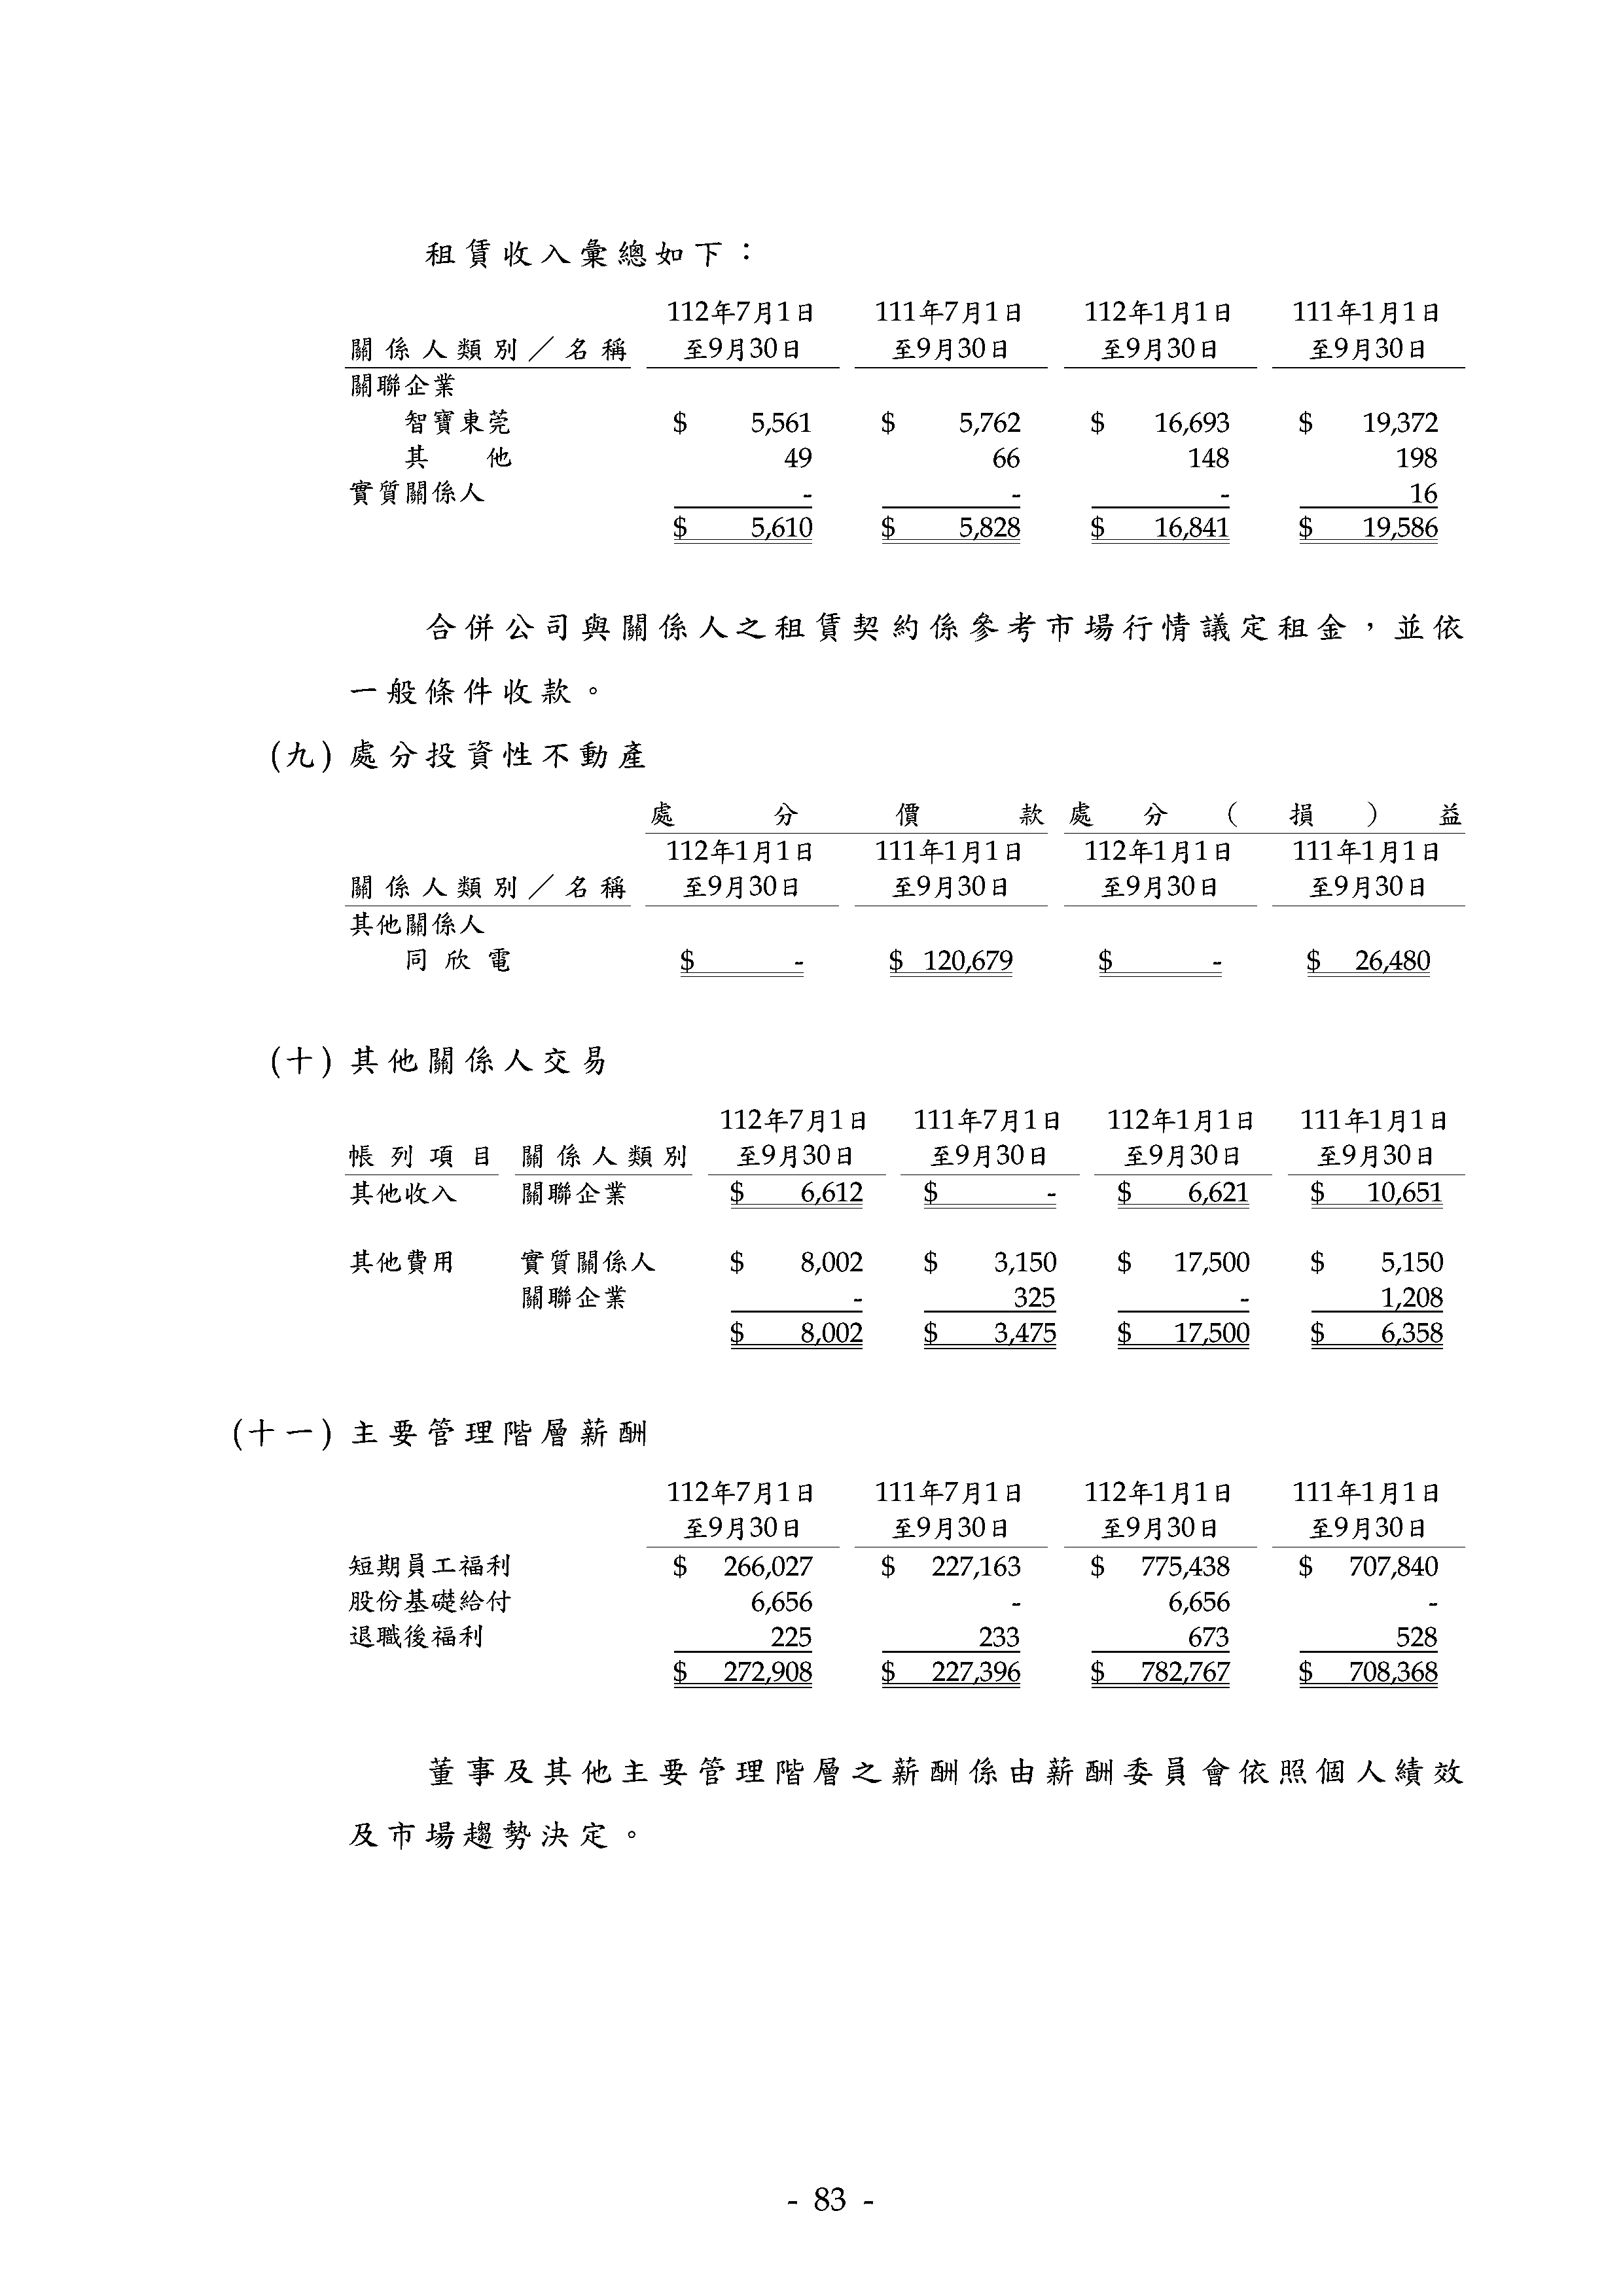 租賃收入彙總如下：
112年7月1日 111年7月1日 112年1月1日 111年1月1日
關係人類別／名稱 至9月30日 至9月30日 至9月30日 至9月30日
關聯企業
智寶東莞 $ 5,561 $ 5,762 $ 16,693 $ 19,372
其他 49 66 148 198
實質關係人 - - - 16
$ 5,610 $ 5,828 $ 16,841 $ 19,586
合併公司與關係人之租賃契約係參考市場行情議定租金，並依
一般條件收款。
(九) 處分投資性不動產
處分價款 處分（損）益
112年1月1日 111年1月1日 112年1月1日 111年1月1日
關係人類別／名稱 至9月30日 至9月30日 至9月30日 至9月30日
其他關係人
同欣電 $ - $ 120,679 $ - $ 26,480
(十) 其他關係人交易
112年7月1日 111年7月1日 112年1月1日 111年1月1日
帳列項目 關係人類別 至9月30日 至9月30日 至9月30日 至9月30日
其他收入 關聯企業 $ 6,612 $ - $ 6,621 $ 10,651
其他費用 實質關係人 $ 8,002 $ 3,150 $ 17,500 $ 5,150
關聯企業 - 325 - 1,208
$ 8,002 $ 3,475 $ 17,500 $ 6,358
(十一) 主要管理階層薪酬
112年7月1日 111年7月1日 112年1月1日 111年1月1日
至9月30日 至9月30日 至9月30日 至9月30日
短期員工福利 $ 266,027 $ 227,163 $ 775,438 $ 707,840
股份基礎給付 6,656 - 6,656 -
退職後福利 225 233 673 528
$ 272,908 $ 227,396 $ 782,767 $ 708,368
董事及其他主要管理階層之薪酬係由薪酬委員會依照個人績效
及市場趨勢決定。
- 83 -